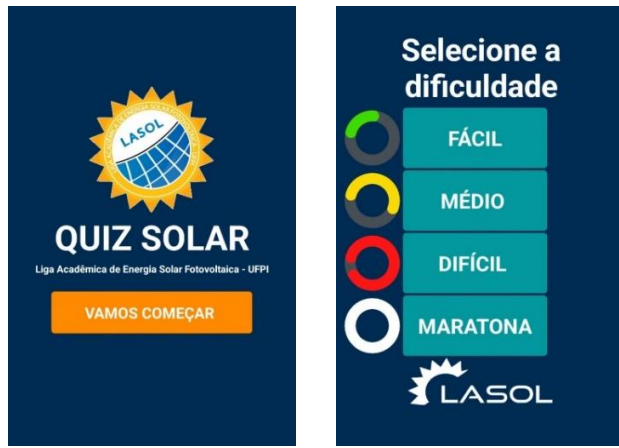 LASOL
QUIZ SOLAR
Liga Acadêmica de Energia Solar Fotovoltaica - UFPI
VAMOS COMEÇAR
Selecione a
dificuldade
FÁCIL
MÉDIO
DIFÍCIL
MARATONA
LASOL